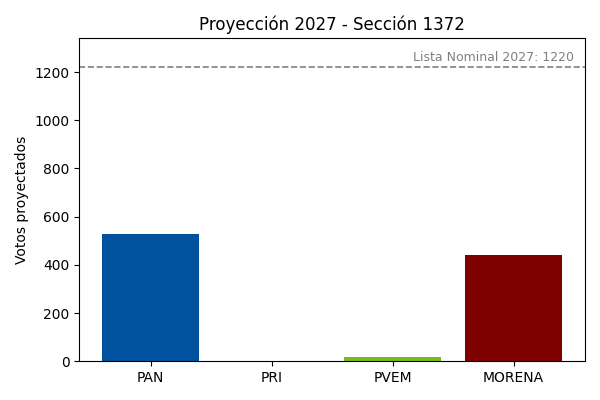 Proyección 2027 - Sección 1372
Lista Nominal 2027: 1220
Votos proyectados
1200
1000
800
600
400
200
0
PAN PRI PVEM MORENA